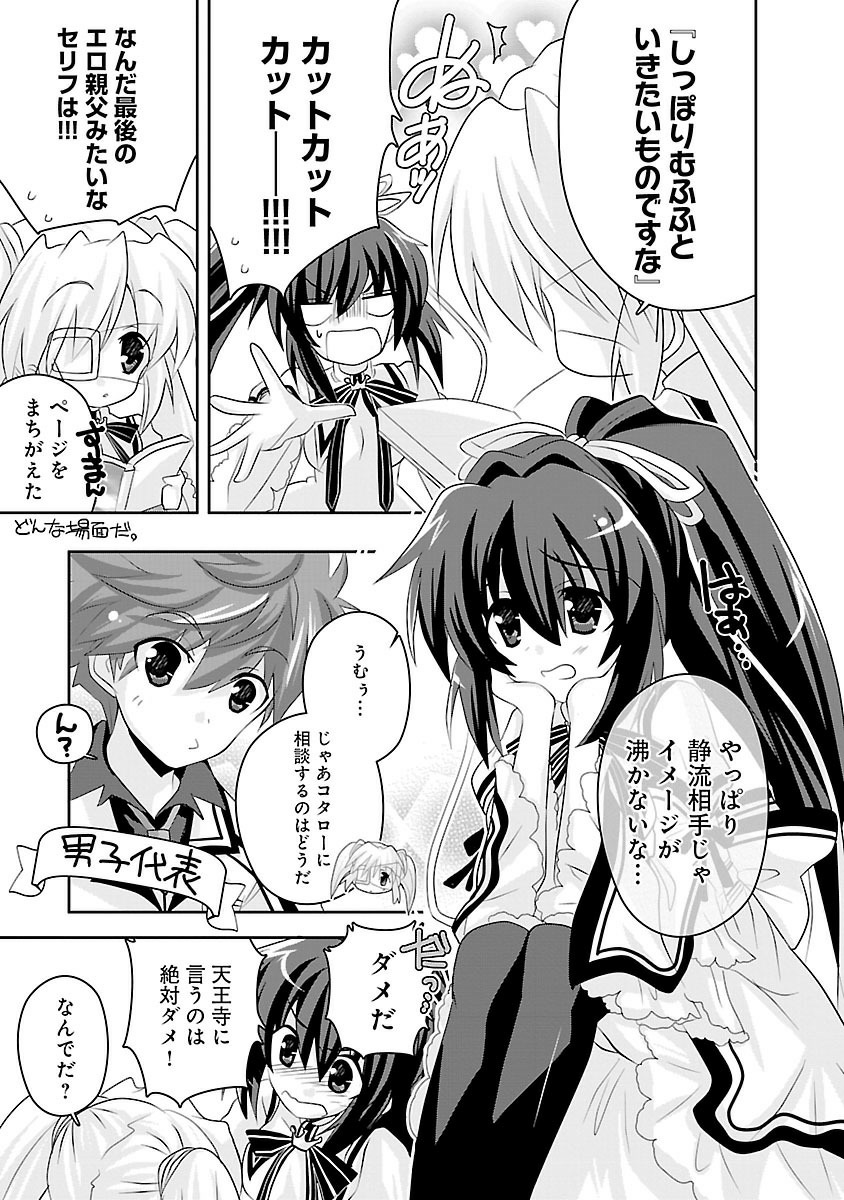 『しっぽりむふふと
いきたいものですな』
ねあぁッ
カットカット
カット――!!!!!
なんだ最後の
エロ親父みたいな
セリフは!!!
ページを
まちがえた
すまん
どんな場面だ。
はぁ…
やっぱり
静流相手じゃ
イメージが
沸かないな…
うむぅ…
じゃあコタローに
相談するのはどうだ
ん?
男子代表
だっ…
ダメだ
天王寺に
言うのは
絶対ダメ!
なんでだ?